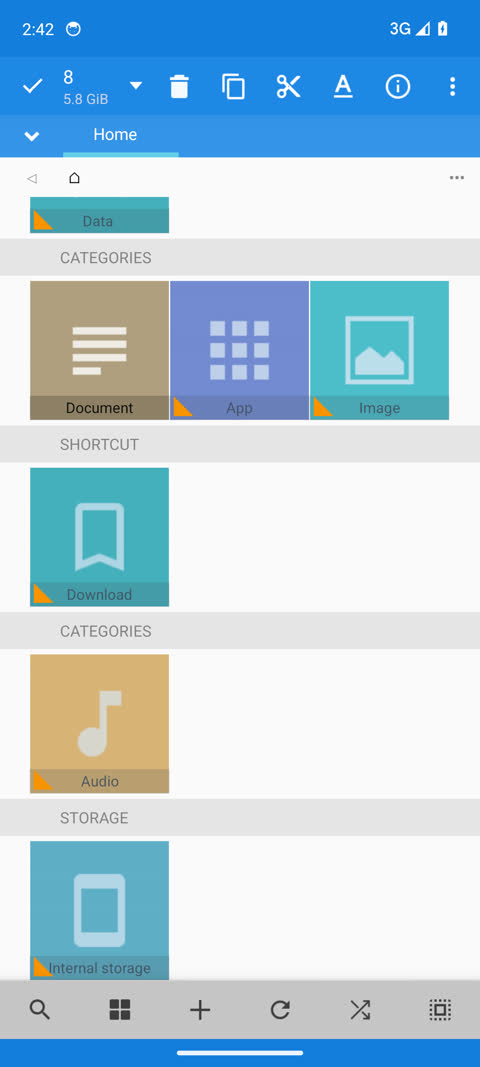 2:42
3G
8
5.8 GiB
A
Home
Data
CATEGORIES
Document
App
Image
SHORTCUT
Download
CATEGORIES
Audio
STORAGE
Internal storage